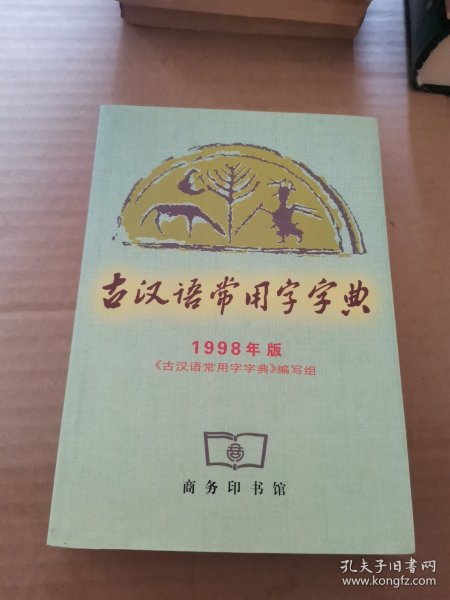 古汉语常用字字典
1998年版
《古汉语常用字字典》编写组
商务印书馆
孔夫子旧书网
www.kongfz.com